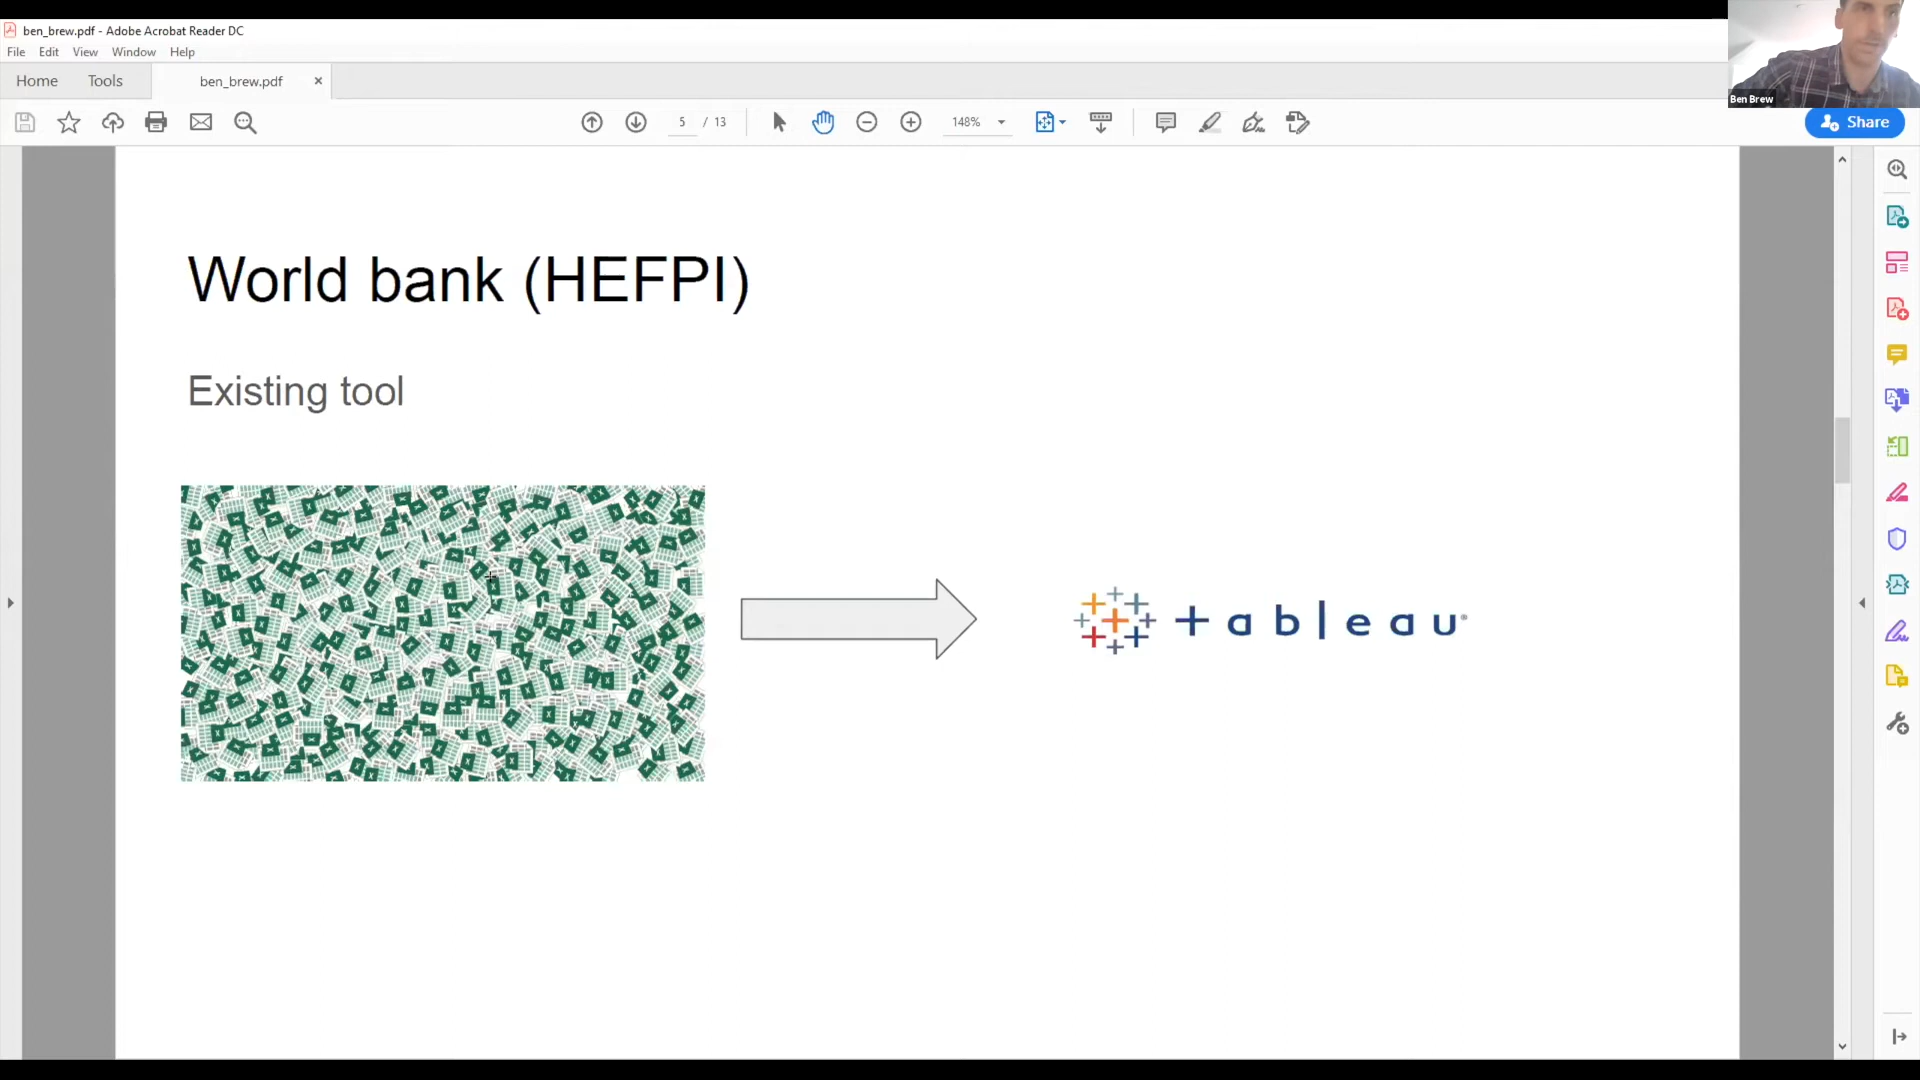 ben_brew.pdf - Adobe Acrobat Reader DC
File Edit View Window Help
Home Tools ben_brew.pdf
5 / 13 148%
Share
Ben Brew
World bank (HEFPI)
Existing tool
+ableau